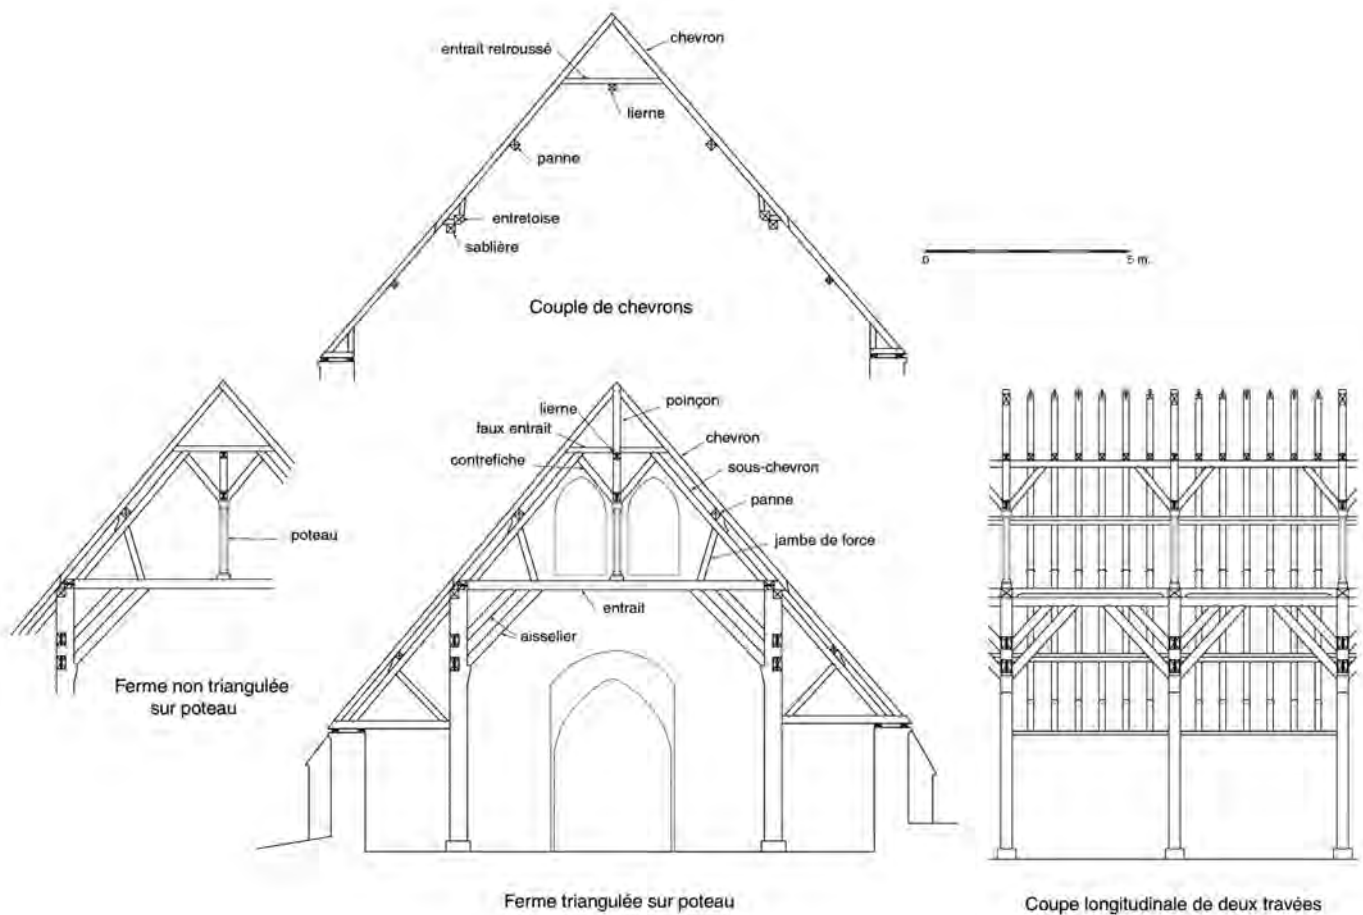 entrait retroussé
chevron
lierne
panne
entretoise
sablière
0 5 m.
Couple de chevrons
poteau
Ferme non triangulée
sur poteau
lierne
poinçon
faux entrait
chevron
contrefiche
sous-chevron
panne
jambe de force
entrait
aisselier
Ferme triangulée sur poteau
Coupe longitudinale de deux travées